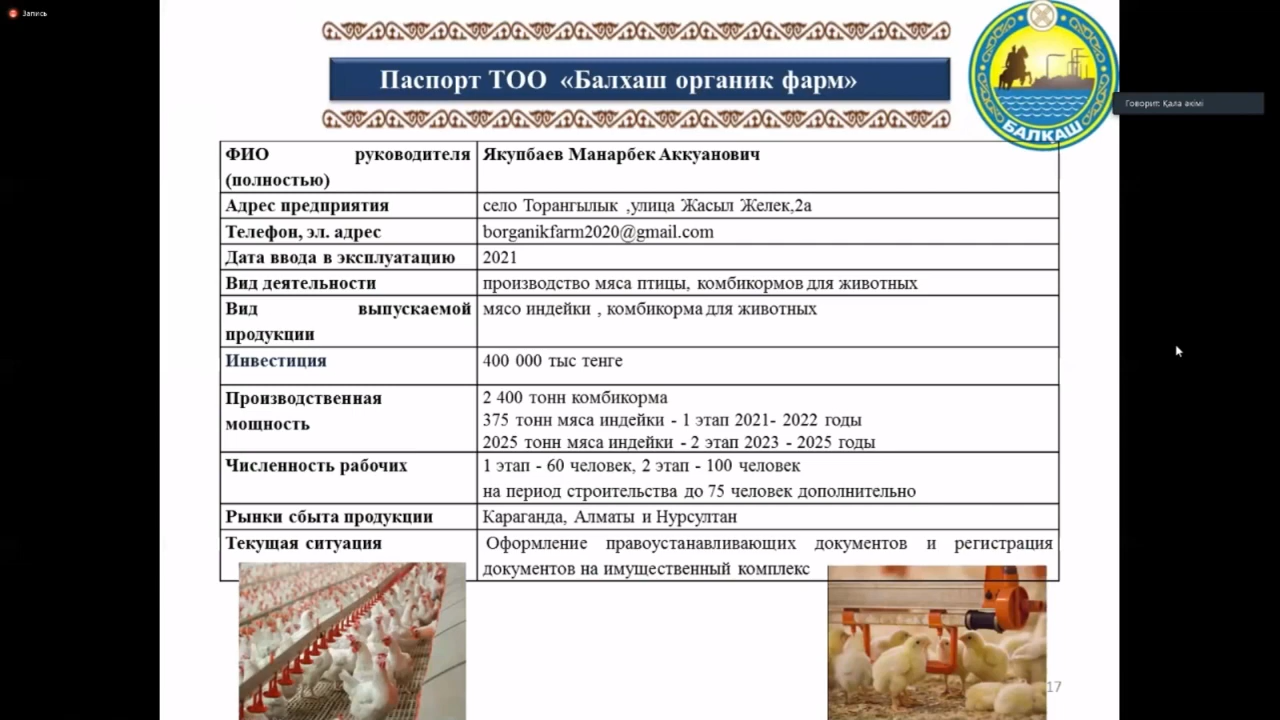 Запись
Паспорт ТОО «Балхаш органик фарм»
БАЛҚАШ
Говорит: Қала әкімі
ФИО руководителя
(полностью)
Якупбаев Манарбек Аккуанович
Адрес предприятия
село Торангылык ,улица Жасыл Желек,2а
Телефон, эл. адрес
borganikfarm2020@gmail.com
Дата ввода в эксплуатацию
2021
Вид деятельности
производство мяса птицы, комбикормов для животных
Вид выпускаемой
продукции
мясо индейки , комбикорма для животных
Инвестиция
400 000 тыс тенге
Производственная
мощность
2 400 тонн комбикорма
375 тонн мяса индейки - 1 этап 2021- 2022 годы
2025 тонн мяса индейки - 2 этап 2023 - 2025 годы
Численность рабочих
1 этап - 60 человек, 2 этап - 100 человек
на период строительства до 75 человек дополнительно
Рынки сбыта продукции
Караганда, Алматы и Нурсултан
Текущая ситуация
Оформление правоустанавливающих документов и регистрация
документов на имущественный комплекс
17